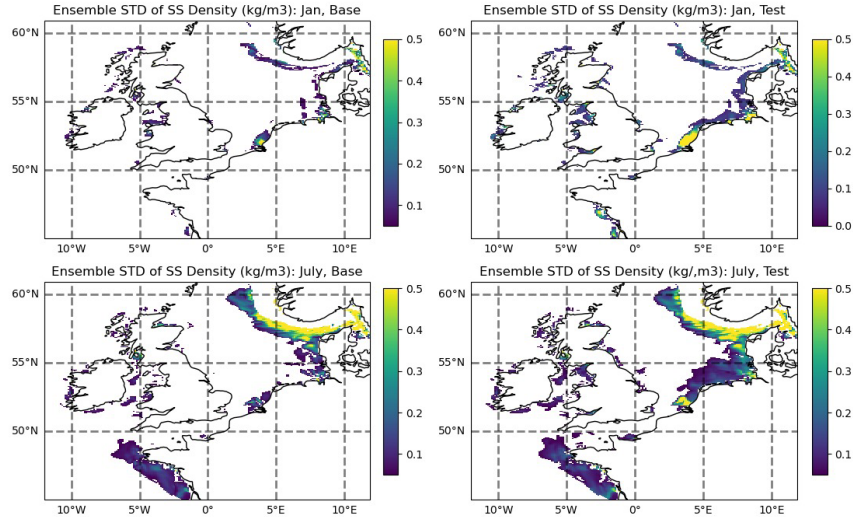 Ensemble STD of SS Density (kg/m3): Jan, Base
60°N
55°N
50°N
10°W 5°W 0° 5°E 10°E
0.5
0.4
0.3
0.2
0.1
Ensemble STD of SS Density (kg/m3): Jan, Test
60°N
55°N
50°N
10°W 5°W 0° 5°E 10°E
0.5
0.4
0.3
0.2
0.1
0.0
Ensemble STD of SS Density (kg/m3): July, Base
60°N
55°N
50°N
10°W 5°W 0° 5°E 10°E
0.5
0.4
0.3
0.2
0.1
Ensemble STD of SS Density (kg/,m3): July, Test
60°N
55°N
50°N
10°W 5°W 0° 5°E 10°E
0.5
0.4
0.3
0.2
0.1